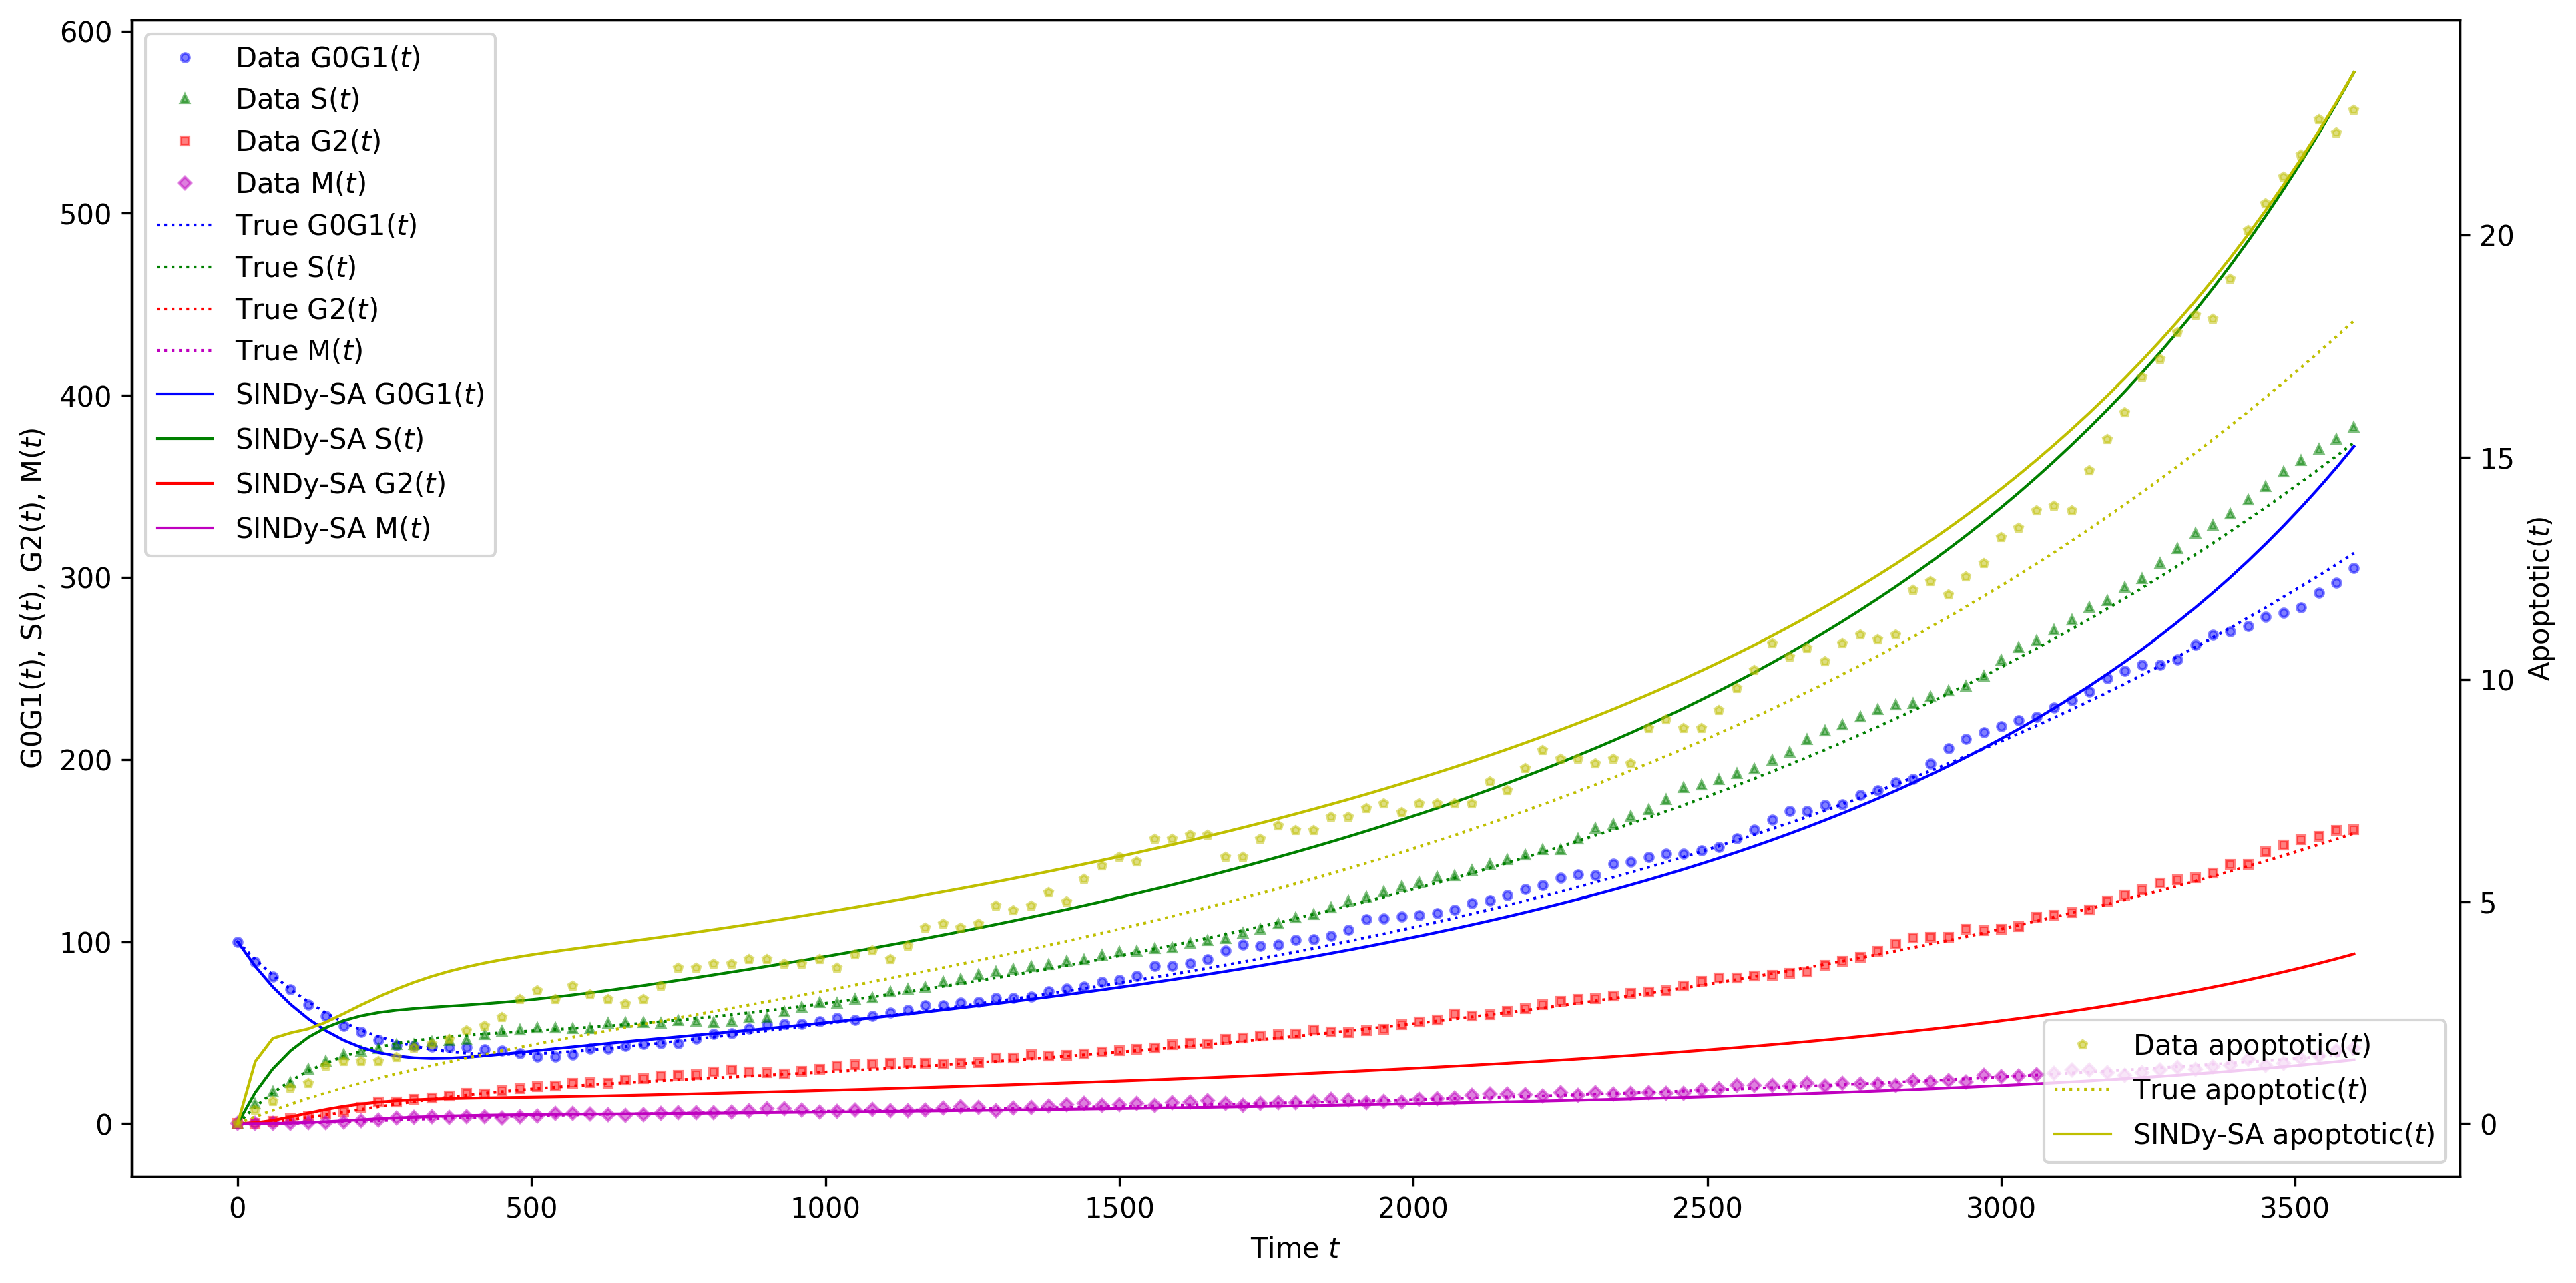 600
500
400
300
200
100
0
G0G1(t), S(t), G2(t), M(t)
Data G0G1(t)
Data S(t)
Data G2(t)
Data M(t)
True G0G1(t)
True S(t)
True G2(t)
True M(t)
SINDy-SA G0G1(t)
SINDy-SA S(t)
SINDy-SA G2(t)
SINDy-SA M(t)
20
15
10
5
0
Apoptotic(t)
Data apoptotic(t)
True apoptotic(t)
SINDy-SA apoptotic(t)
0 500 1000 1500 2000 2500 3000 3500
Time t